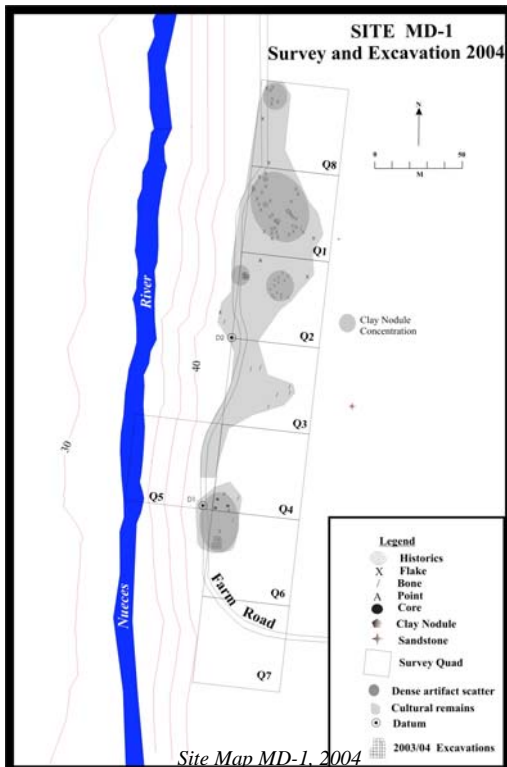 SITE MD-1
Survey and Excavation 2004
N
0 50
M
Q8
Q1
River
Clay Nodule
Concentration
Q2
D2
40
Q3
30
Q5
D1
Q4
Nueces
Farm Road
Q6
Q7
Legend
Historics
X Flake
/ Bone
A Point
Core
Clay Nodule
Sandstone
Survey Quad
Dense artifact scatter
Cultural remains
Datum
2003/04 Excavations
Site Map MD-1, 2004